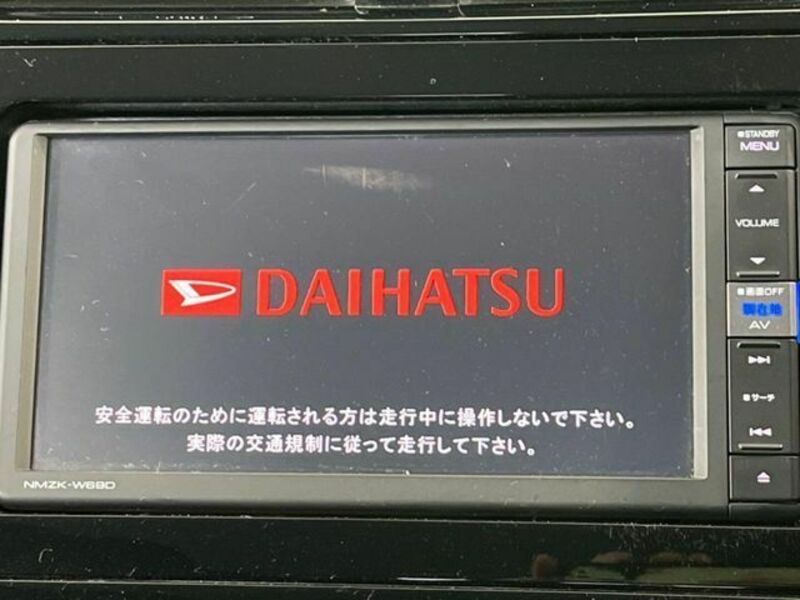 STANDBY
MENU
VOLUME
画面OFF
現在地
AV
サーチ
DAIHATSU
安全運転のために運転される方は走行中に操作しないで下さい。
実際の交通規制に従って走行して下さい。
NMZK-W69D